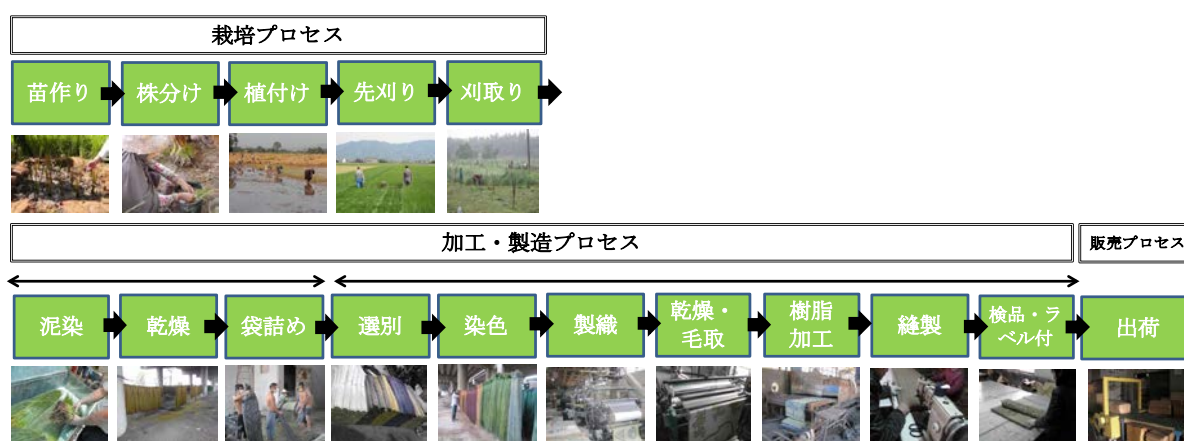 栽培プロセス
苗作り
株分け
植付け
先刈り
刈取り
加工・製造プロセス
販売プロセス
泥染
乾燥
袋詰め
選別
染色
製織
乾燥・
毛取
樹脂
加工
縫製
検品・ラ
ベル付
出荷